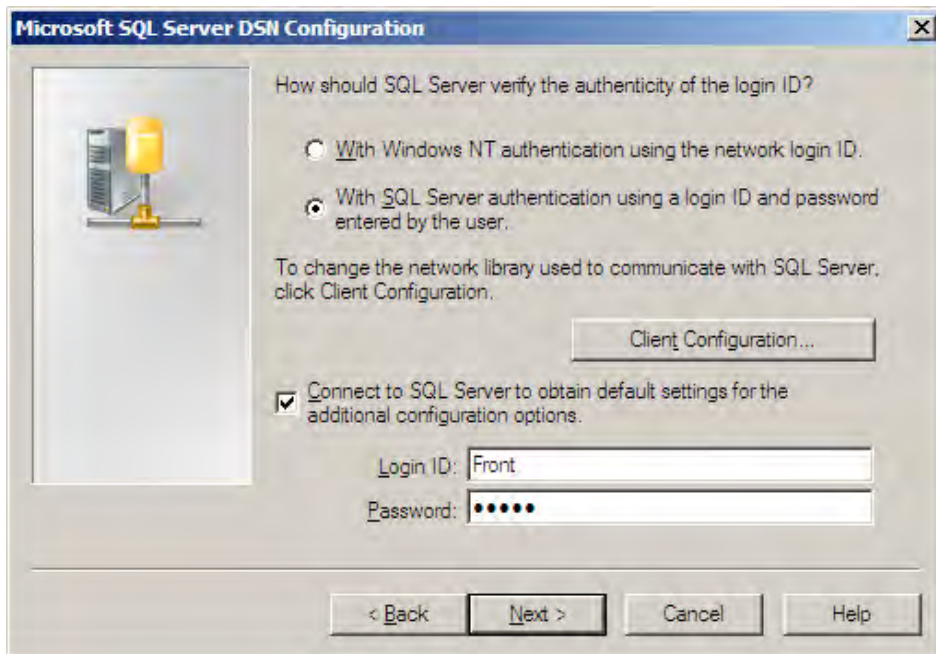 Microsoft SQL Server DSN Configuration
How should SQL Server verify the authenticity of the login ID?
With Windows NT authentication using the network login ID.
With SQL Server authentication using a login ID and password
entered by the user.
To change the network library used to communicate with SQL Server,
click Client Configuration.
Client Configuration...
Connect to SQL Server to obtain default settings for the
additional configuration options.
Login ID: Front
Password: •••••
< Back Next > Cancel Help